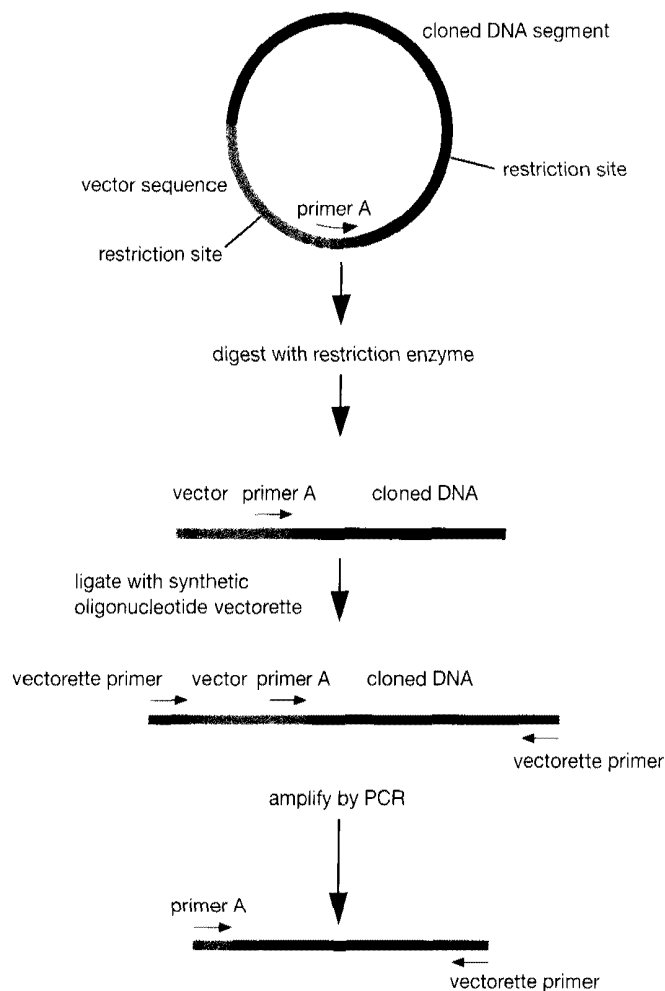 cloned DNA segment
restriction site
vector sequence
primer A
restriction site
digest with restriction enzyme
vector primer A cloned DNA
ligate with synthetic
oligonucleotide vectorette
vectorette primer vector primer A cloned DNA
vectorette primer
amplify by PCR
primer A
vectorette primer